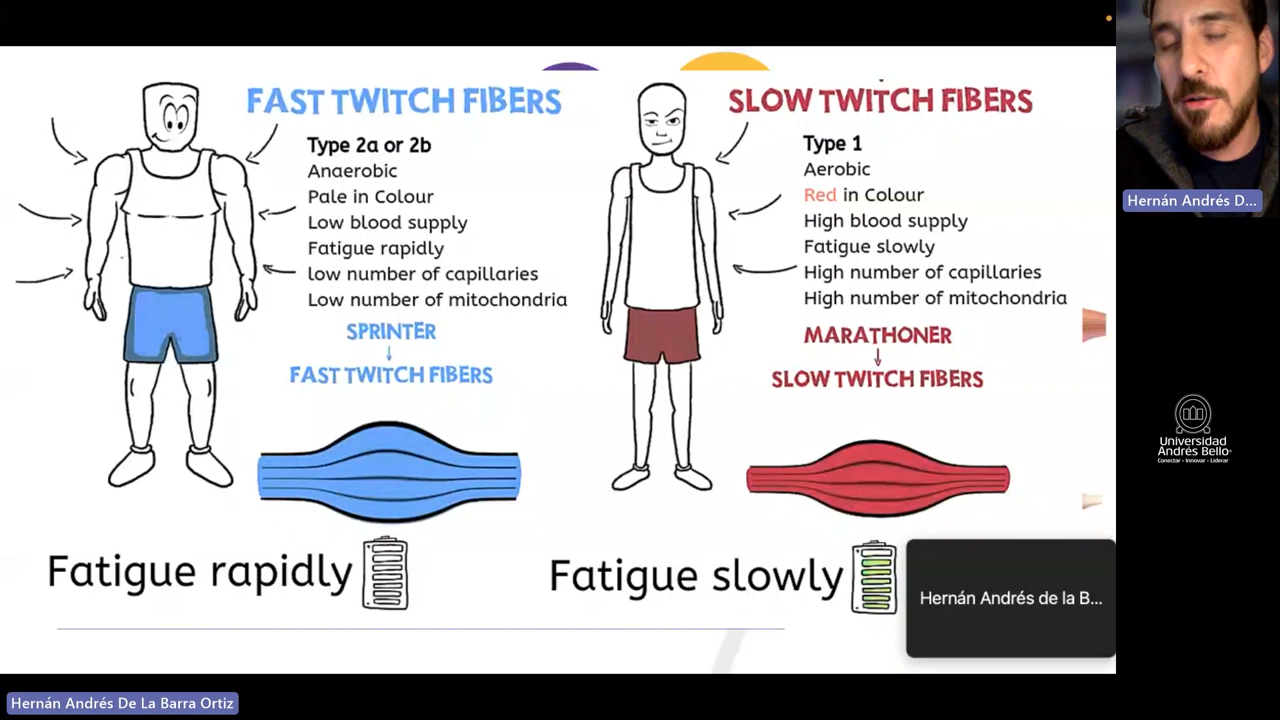 FAST TWITCH FIBERS
Type 2a or 2b
Anaerobic
Pale in Colour
Low blood supply
Fatigue rapidly
low number of capillaries
Low number of mitochondria
SPRINTER
FAST TWITCH FIBERS
Fatigue rapidly
SLOW TWITCH FIBERS
Type 1
Aerobic
Red in Colour
High blood supply
Fatigue slowly
High number of capillaries
High number of mitochondria
MARATHONER
SLOW TWITCH FIBERS
Fatigue slowly
Hernán Andrés de la B...
Hernán Andrés D...
Universidad
Andrés Bello
Conectar - Innovar - Liderar
Hernán Andrés De La Barra Ortiz